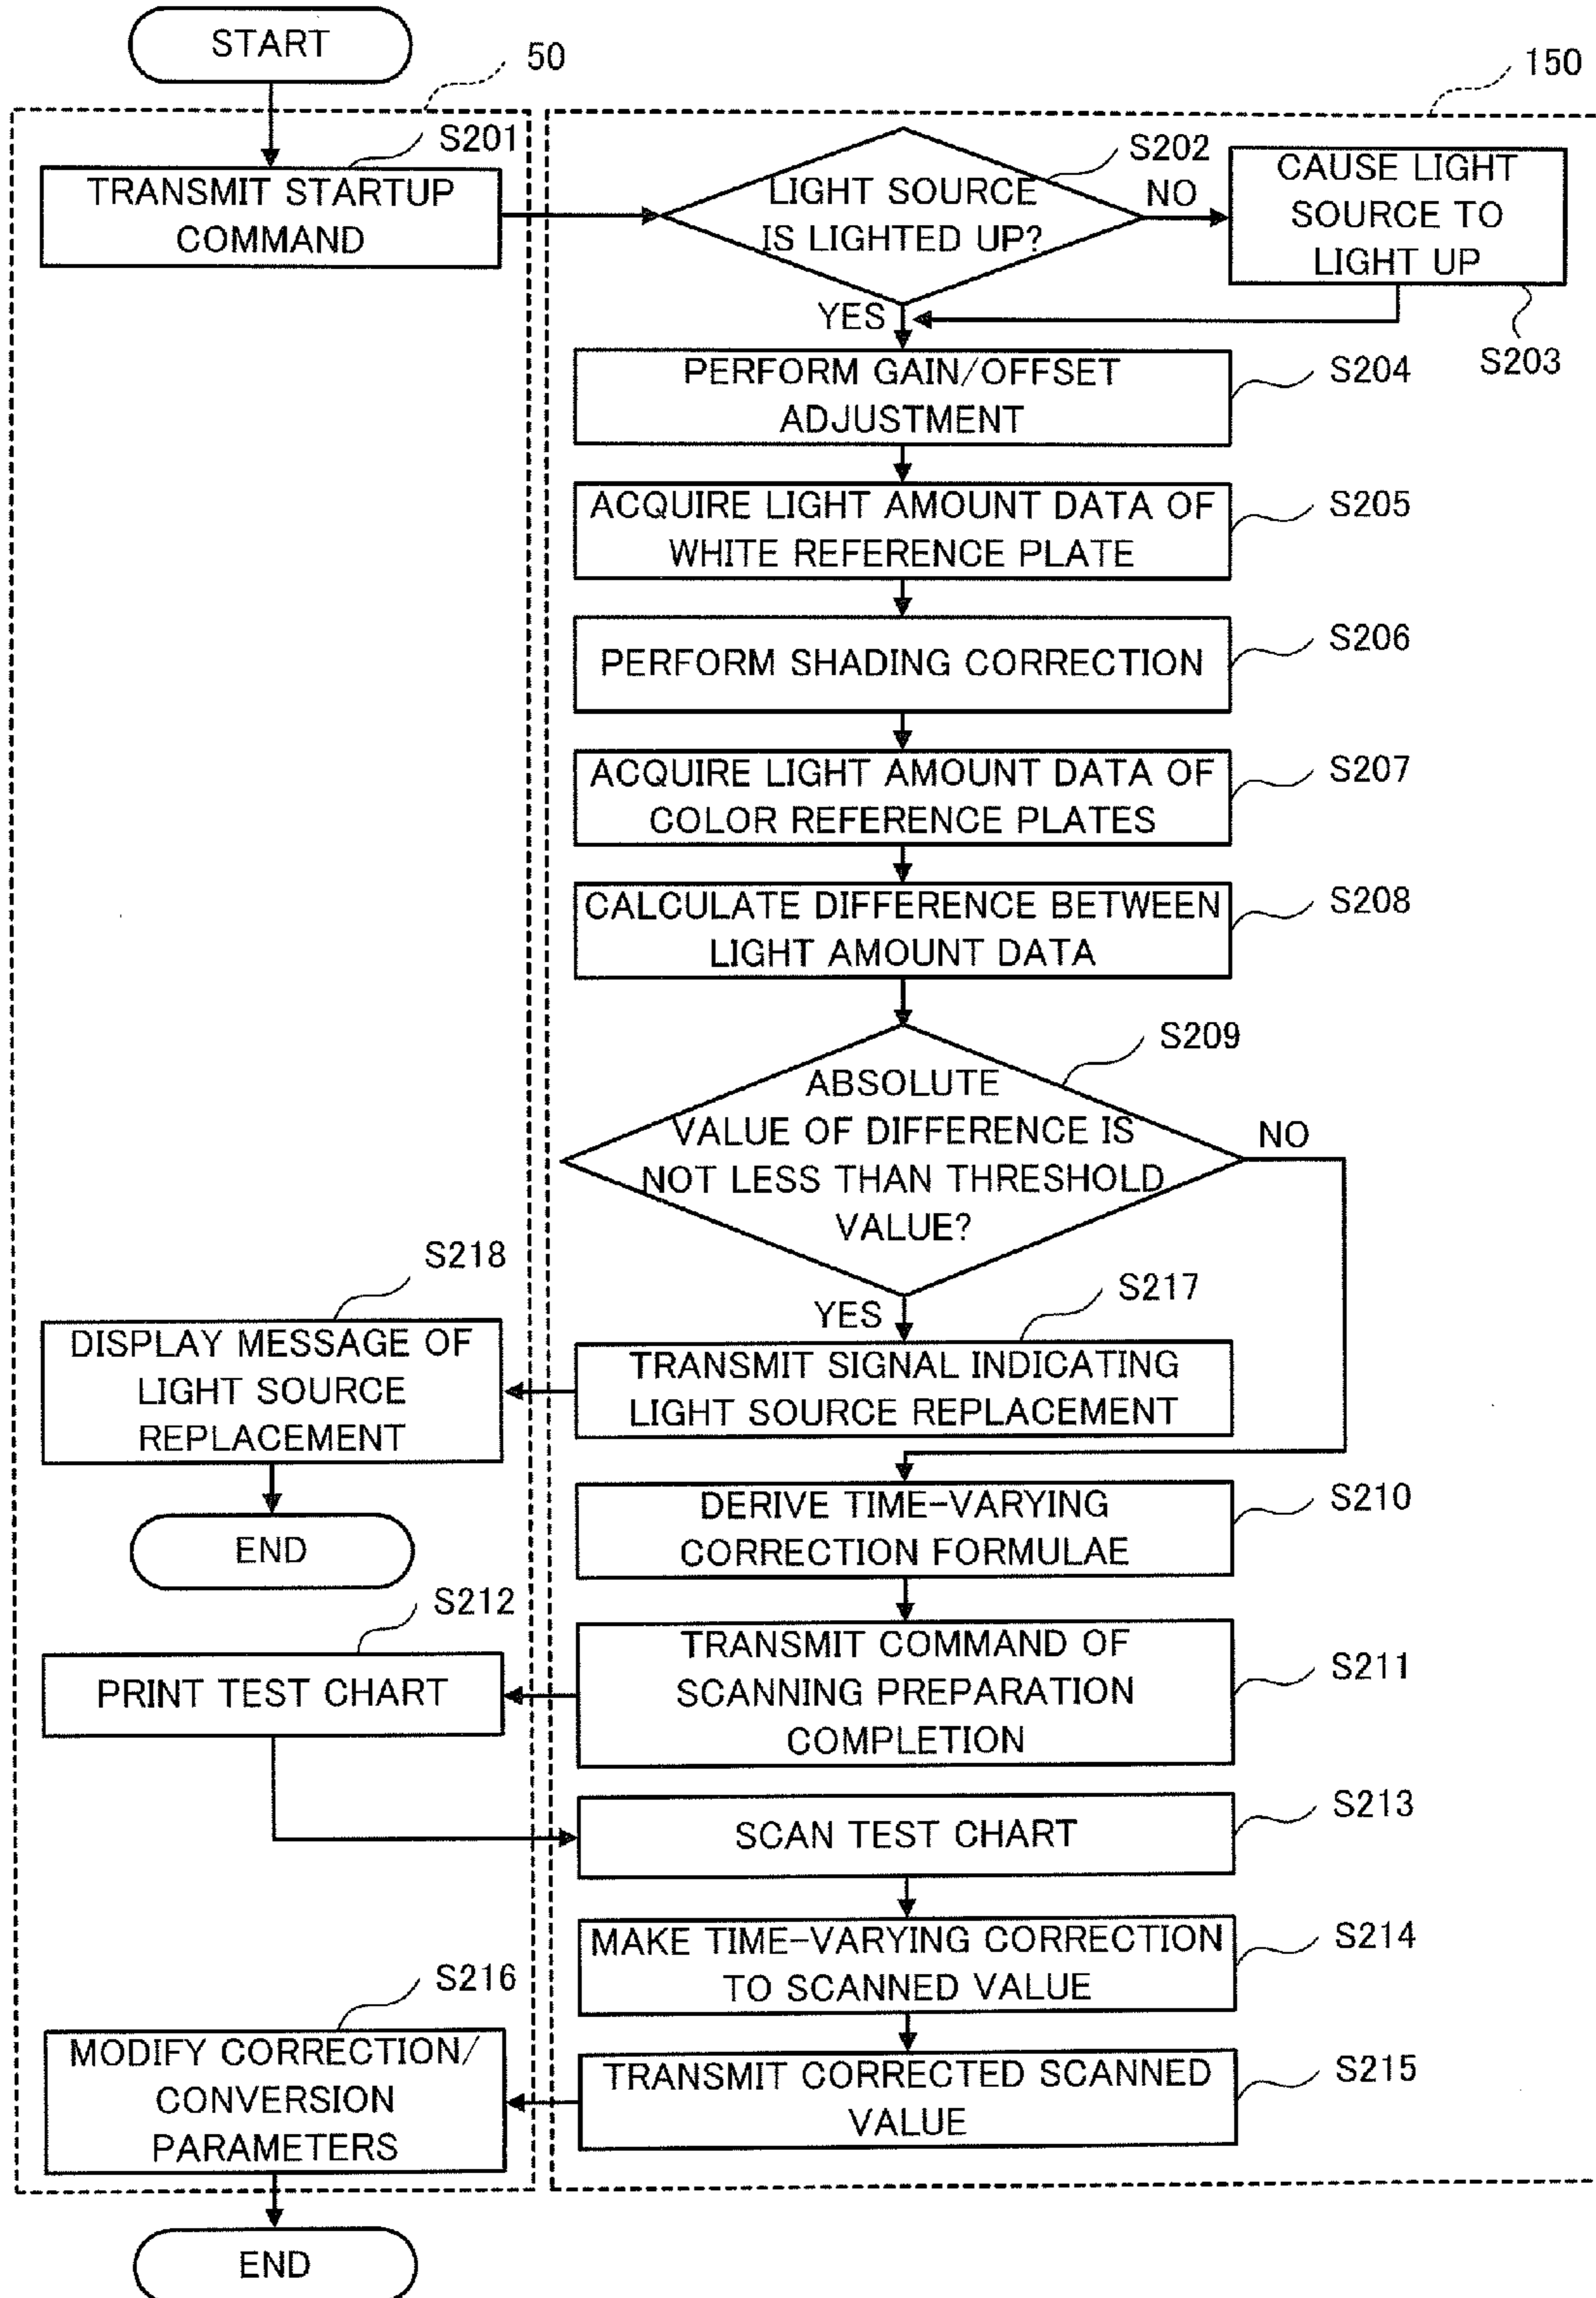 START
50
150
S201
TRANSMIT STARTUP
COMMAND
S202
LIGHT SOURCE
IS LIGHTED UP?
NO
YES
CAUSE LIGHT
SOURCE TO
LIGHT UP
S203
PERFORM GAIN/OFFSET
ADJUSTMENT
S204
ACQUIRE LIGHT AMOUNT DATA OF
WHITE REFERENCE PLATE
S205
PERFORM SHADING CORRECTION
S206
ACQUIRE LIGHT AMOUNT DATA OF
COLOR REFERENCE PLATES
S207
CALCULATE DIFFERENCE BETWEEN
LIGHT AMOUNT DATA
S208
S209
ABSOLUTE
VALUE OF DIFFERENCE IS
NOT LESS THAN THRESHOLD
VALUE?
NO
YES
S217
TRANSMIT SIGNAL INDICATING
LIGHT SOURCE REPLACEMENT
S218
DISPLAY MESSAGE OF
LIGHT SOURCE
REPLACEMENT
END
DERIVE TIME-VARYING
CORRECTION FORMULAE
S210
TRANSMIT COMMAND OF
SCANNING PREPARATION
COMPLETION
S211
S212
PRINT TEST CHART
SCAN TEST CHART
S213
MAKE TIME-VARYING CORRECTION
TO SCANNED VALUE
S214
TRANSMIT CORRECTED SCANNED
VALUE
S215
S216
MODIFY CORRECTION/
CONVERSION
PARAMETERS
END